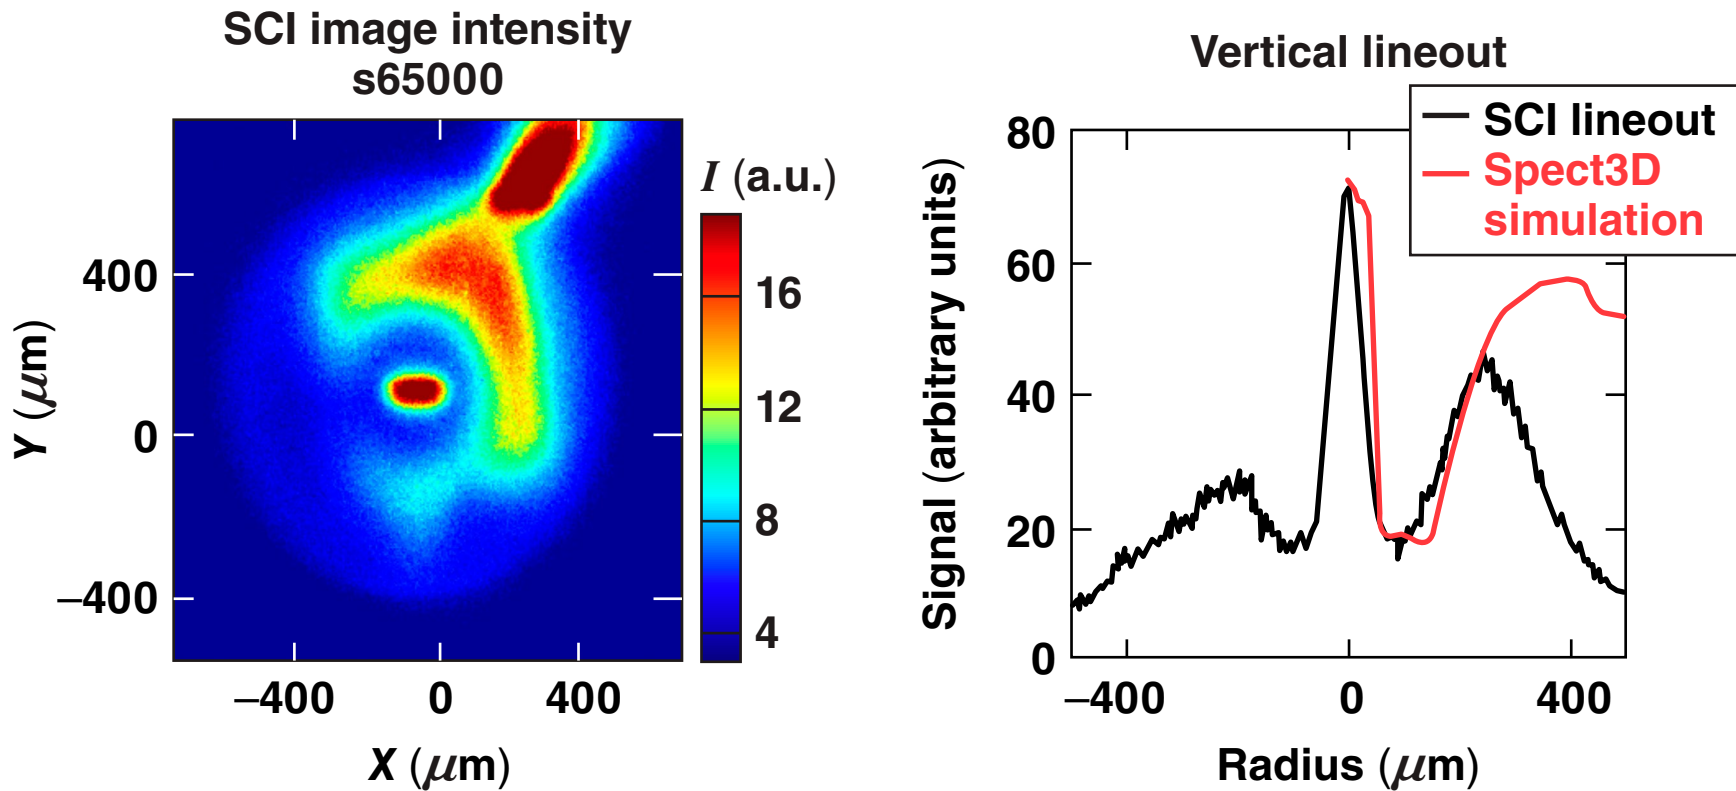 SCI image intensity
s65000
I (a.u.)
16
12
8
4
400
0
−400
Y (μm)
−400 0 400
X (μm)
Vertical lineout
SCI lineout
Spect3D
simulation
80
60
40
20
0
Signal (arbitrary units)
−400 0 400
Radius (μm)